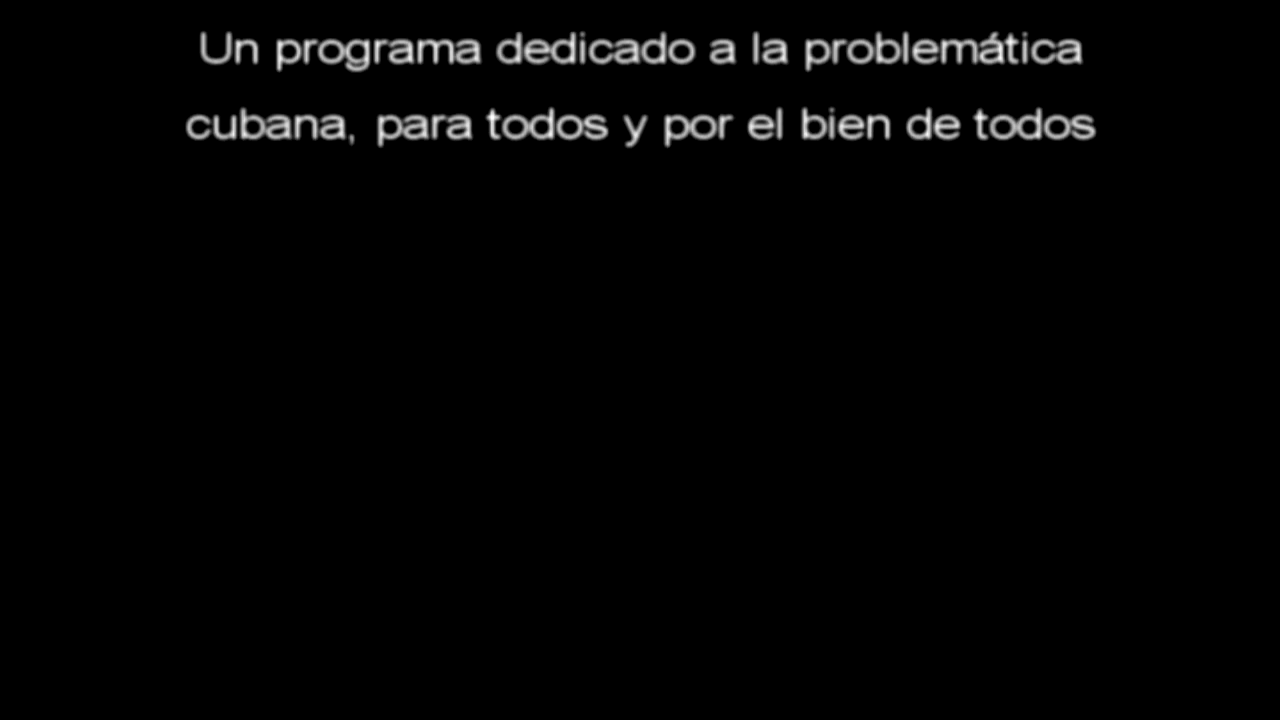 Un programa dedicado a la problemática
cubana, para todos y por el bien de todos